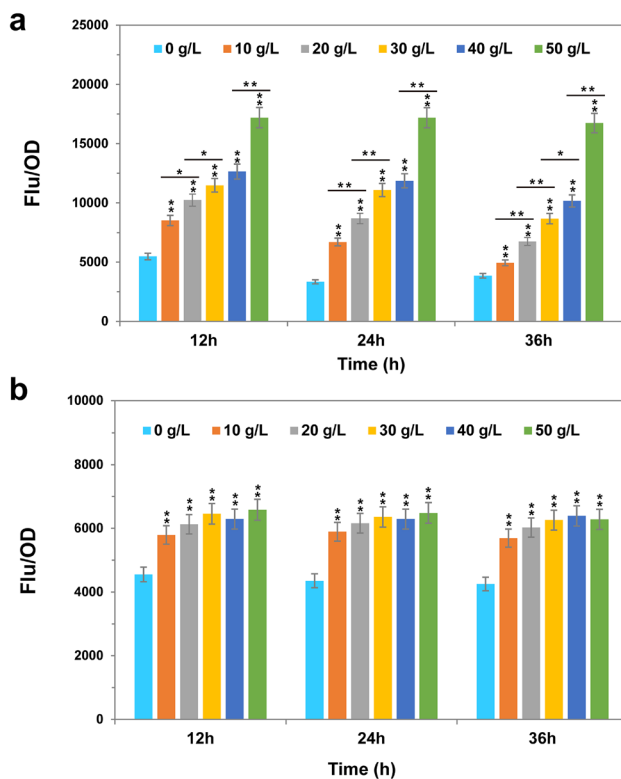 a
25000
0 g/L 10 g/L 20 g/L 30 g/L 40 g/L 50 g/L
20000
15000
10000
5000
0
Flu/OD
** ** **
** ** *
* * ** ** ** **
** ** ** ** ** ** ** ** ** ** ** ** ** ** **
12h 24h 36h
Time (h)
b
10000
0 g/L 10 g/L 20 g/L 30 g/L 40 g/L 50 g/L
8000
6000
4000
2000
0
Flu/OD
** ** ** ** ** ** ** ** ** ** ** ** ** ** **
12h 24h 36h
Time (h)